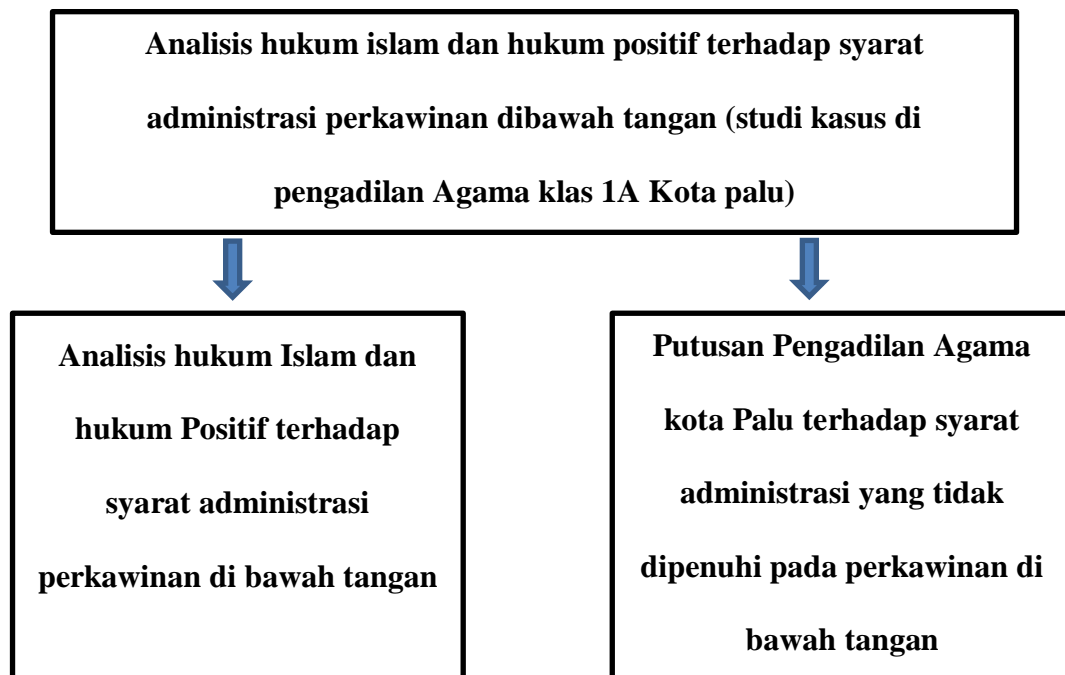 Analisis hukum islam dan hukum positif terhadap syarat
administrasi perkawinan dibawah tangan (studi kasus di
pengadilan Agama klas 1A Kota palu)
Analisis hukum Islam dan
hukum Positif terhadap
syarat administrasi
perkawinan di bawah tangan
Putusan Pengadilan Agama
kota Palu terhadap syarat
administrasi yang tidak
dipenuhi pada perkawinan di
bawah tangan